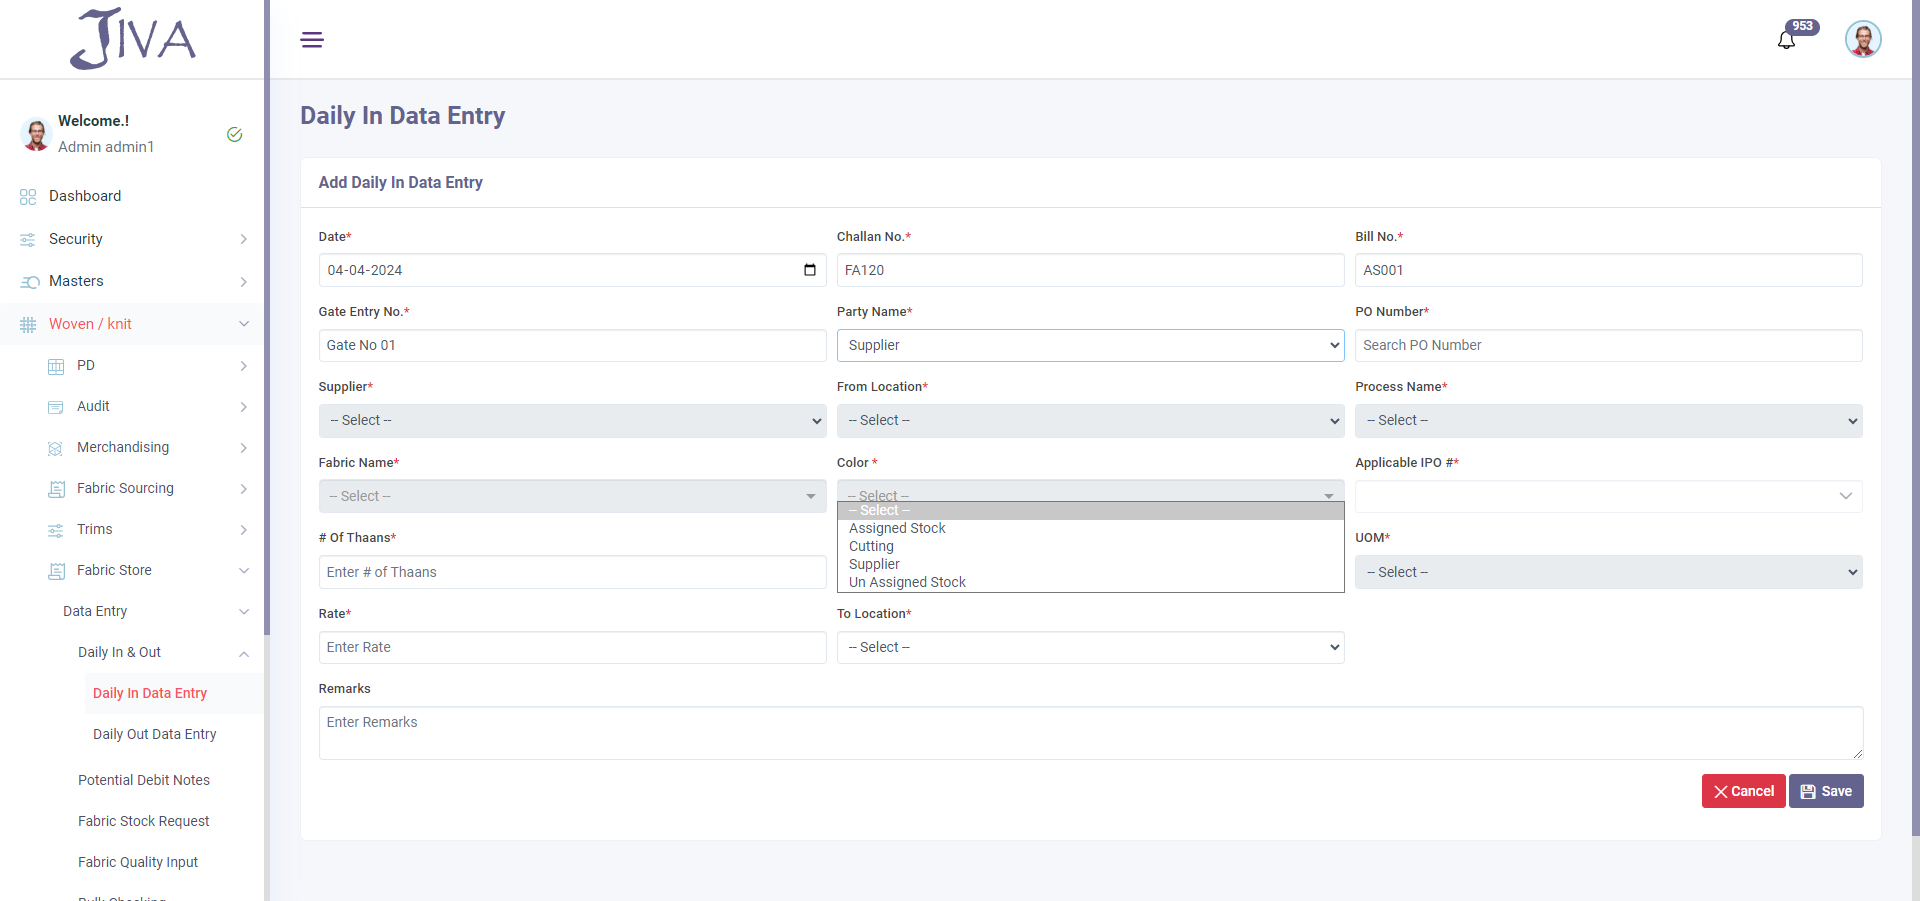 JIVA
953
Welcome.!
Admin admin1
Dashboard
Security
Masters
Woven / knit
PD
Audit
Merchandising
Fabric Sourcing
Trims
Fabric Store
Data Entry
Daily In & Out
Daily In Data Entry
Daily Out Data Entry
Potential Debit Notes
Fabric Stock Request
Fabric Quality Input
Daily In Data Entry
Add Daily In Data Entry
Date* Challan No.* Bill No.*
04-04-2024 FA120 AS001
Gate Entry No.* Party Name* PO Number*
Gate No 01 Supplier Search PO Number
Supplier* From Location* Process Name*
-- Select -- -- Select -- -- Select --
Fabric Name* Color * Applicable IPO #*
-- Select -- -- Select --
-- Select --
Assigned Stock
Cutting
Supplier
Un Assigned Stock
# Of Thaans* UOM*
Enter # of Thaans -- Select --
Rate* To Location*
Enter Rate -- Select --
Remarks
Enter Remarks
Cancel Save